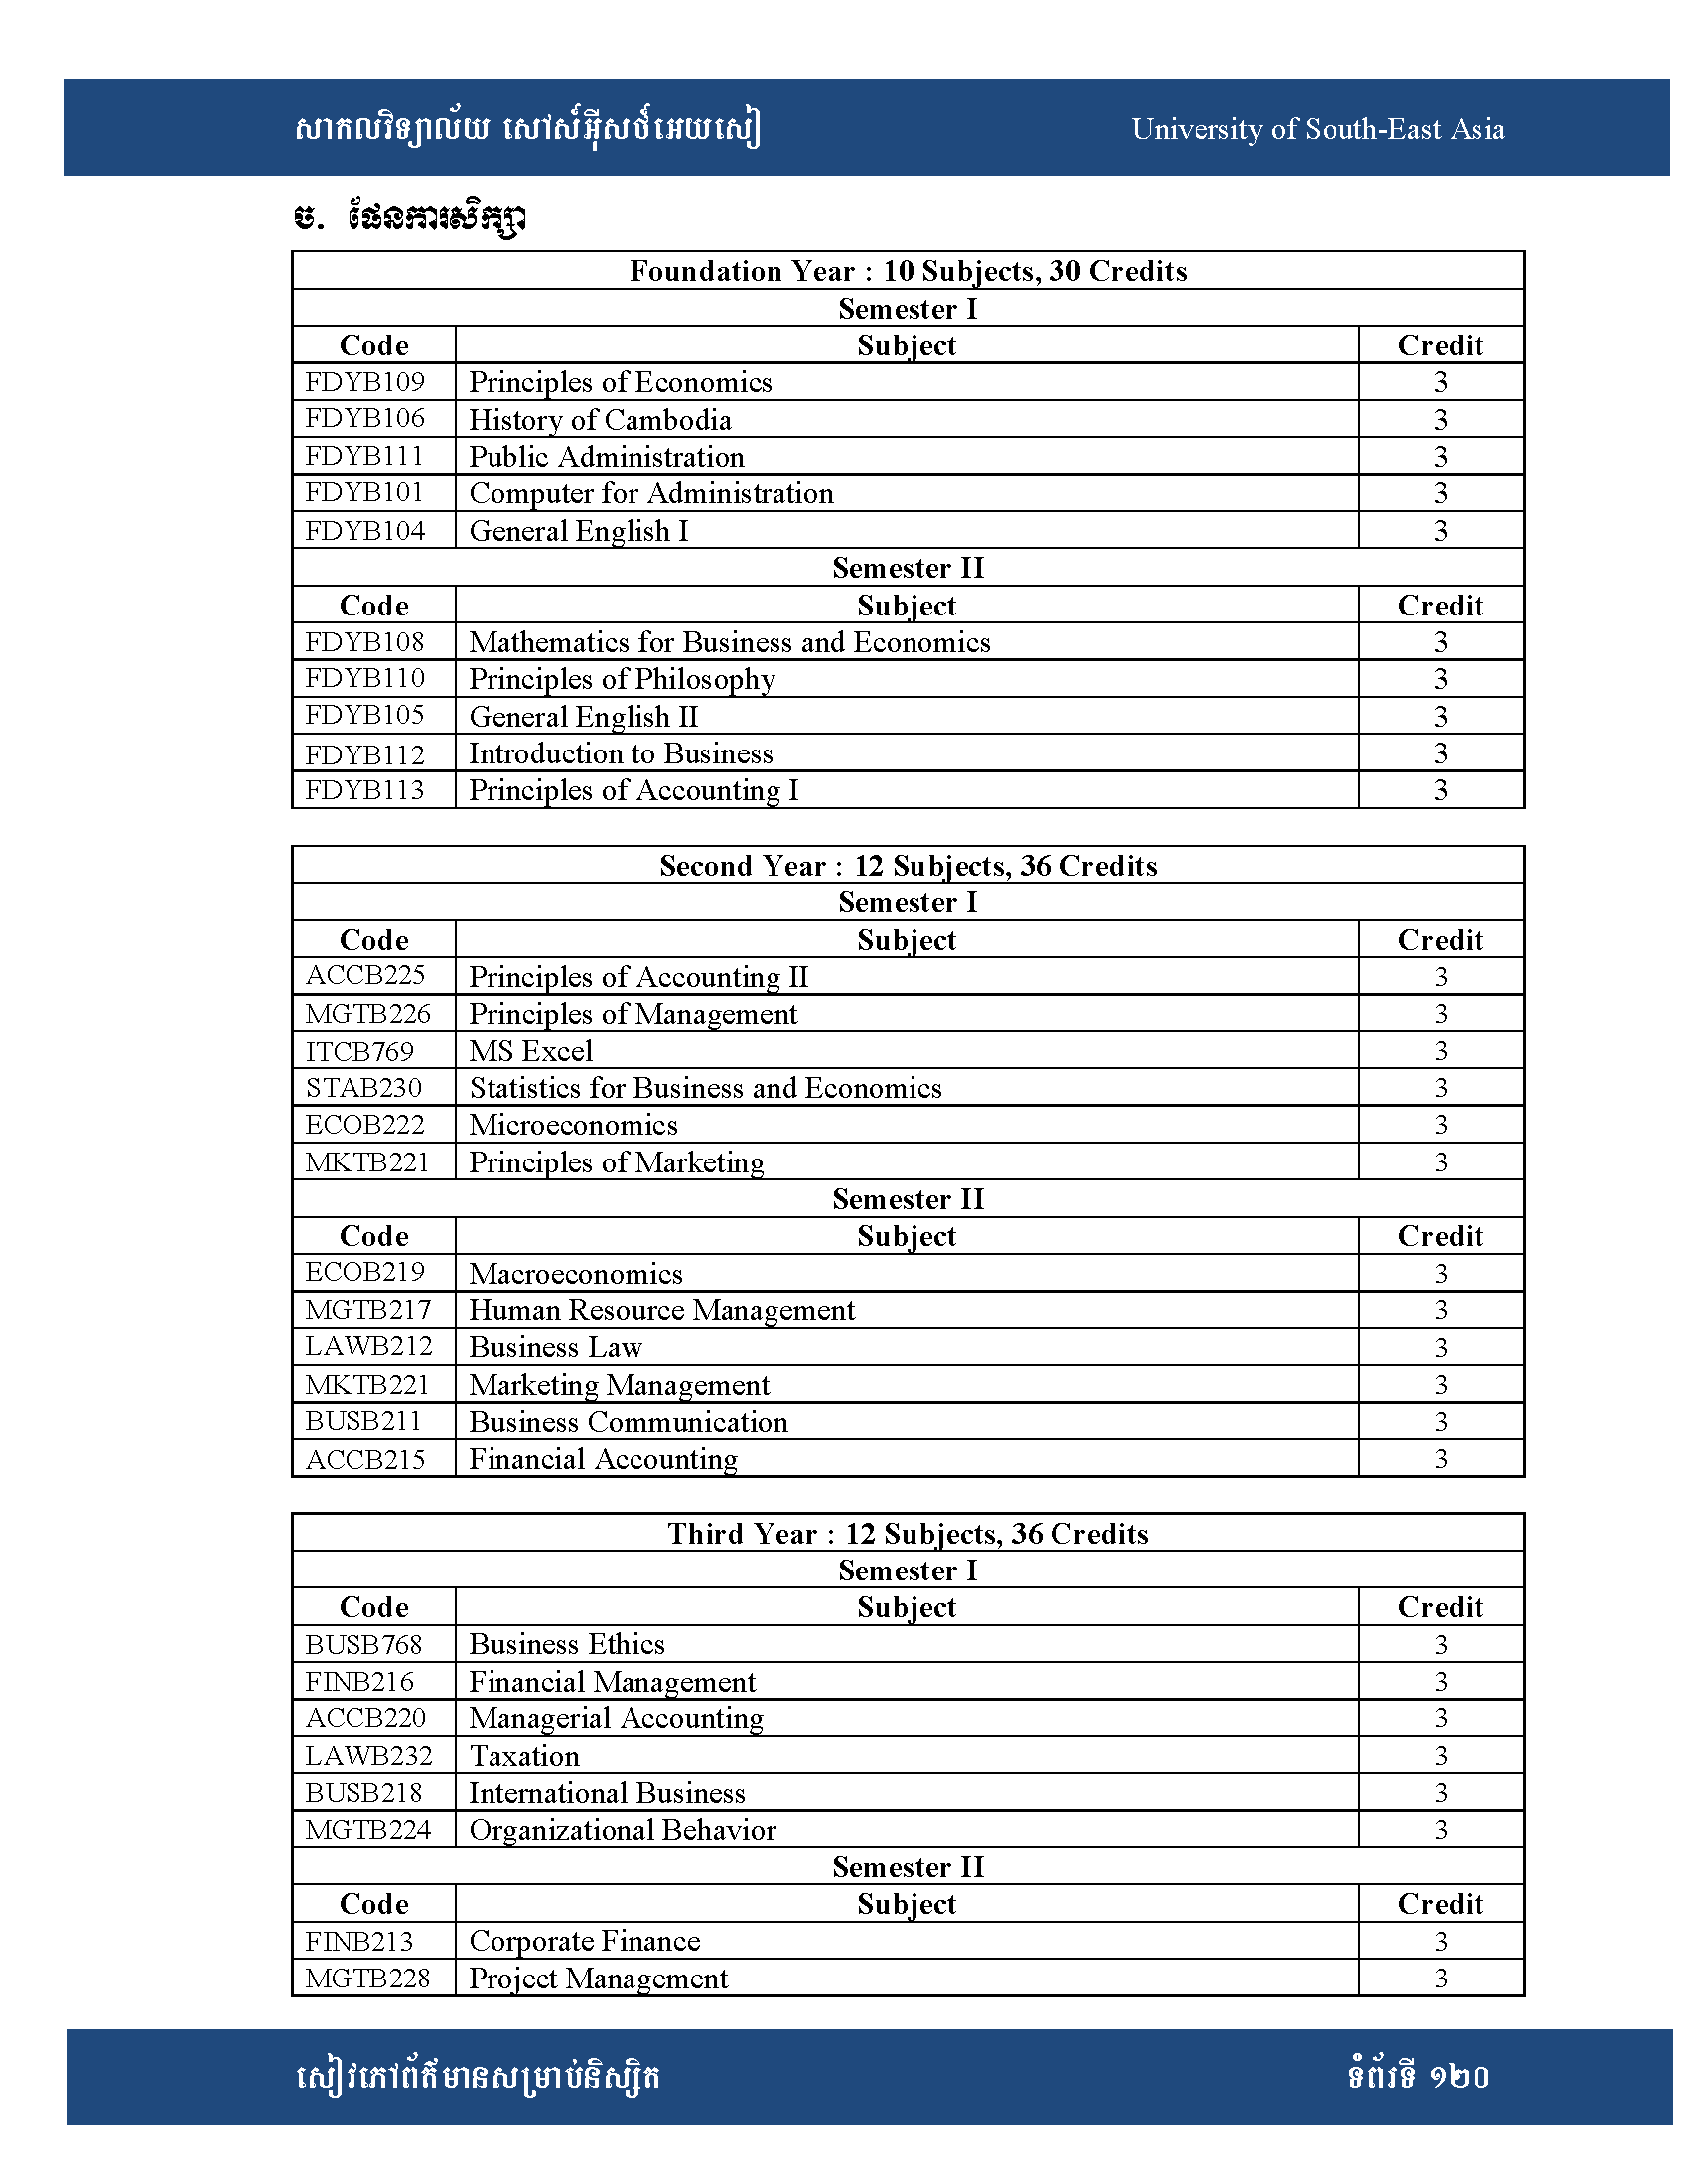 សាកលវិទ្យាល័យ សៅស៍អ៊ីសថ៍អេយសៀ University of South-East Asia
ច. ផែនការសិក្សា
Foundation Year : 10 Subjects, 30 Credits
Semester I
Code Subject Credit
FDYB109 Principles of Economics 3
FDYB106 History of Cambodia 3
FDYB111 Public Administration 3
FDYB101 Computer for Administration 3
FDYB104 General English I 3
Semester II
Code Subject Credit
FDYB108 Mathematics for Business and Economics 3
FDYB110 Principles of Philosophy 3
FDYB105 General English II 3
FDYB112 Introduction to Business 3
FDYB113 Principles of Accounting I 3
Second Year : 12 Subjects, 36 Credits
Semester I
Code Subject Credit
ACCB225 Principles of Accounting II 3
MGTB226 Principles of Management 3
ITCB769 MS Excel 3
STAB230 Statistics for Business and Economics 3
ECOB222 Microeconomics 3
MKTB221 Principles of Marketing 3
Semester II
Code Subject Credit
ECOB219 Macroeconomics 3
MGTB217 Human Resource Management 3
LAWB212 Business Law 3
MKTB221 Marketing Management 3
BUSB211 Business Communication 3
ACCB215 Financial Accounting 3
Third Year : 12 Subjects, 36 Credits
Semester I
Code Subject Credit
BUSB768 Business Ethics 3
FINB216 Financial Management 3
ACCB220 Managerial Accounting 3
LAWB232 Taxation 3
BUSB218 International Business 3
MGTB224 Organizational Behavior 3
Semester II
Code Subject Credit
FINB213 Corporate Finance 3
MGTB228 Project Management 3
សៀវភៅព័ត៌មានសម្រាប់និស្សិត ទំព័រទី ១២០